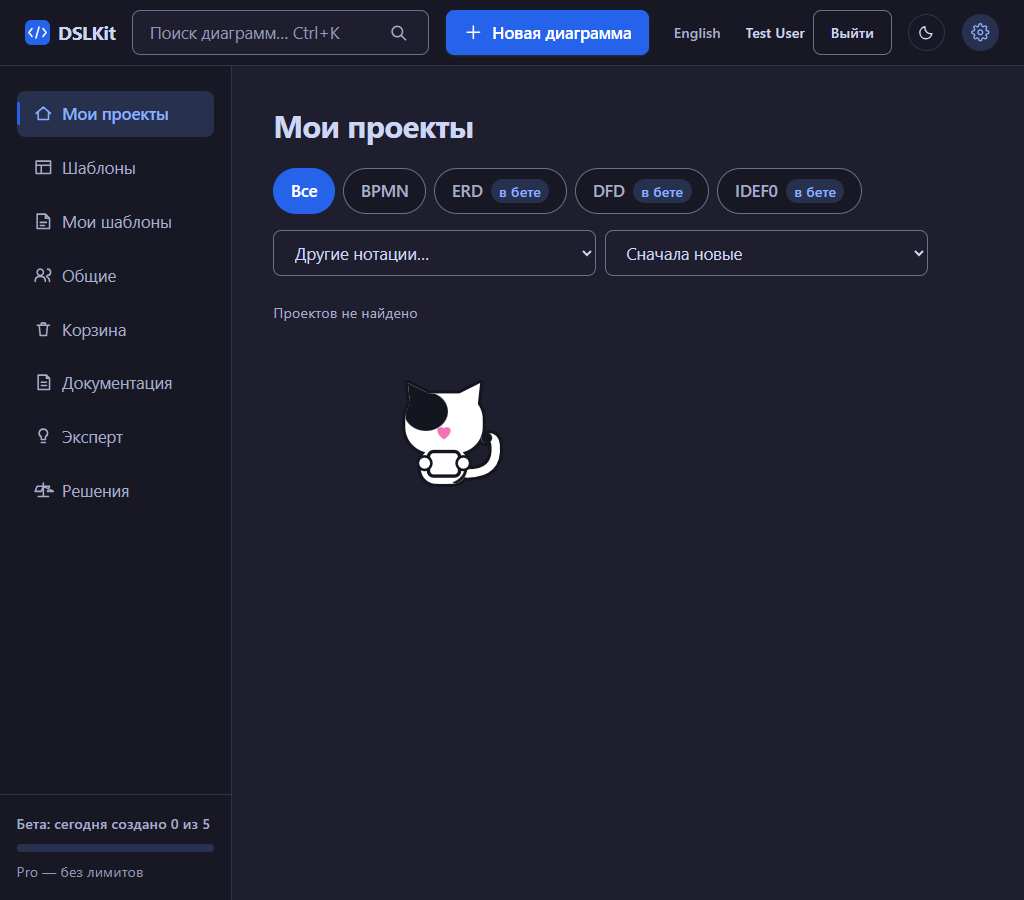 DSLKit
Поиск диаграмм... Ctrl+K
Новая диаграмма
English
Test User
Выйти
Мои проекты
Шаблоны
Мои шаблоны
Общие
Корзина
Документация
Эксперт
Решения
Бета: сегодня создано 0 из 5
Pro — без лимитов
Мои проекты
Все
BPMN
ERD в бете
DFD в бете
IDEF0 в бете
Другие нотации...
Сначала новые
Проектов не найдено